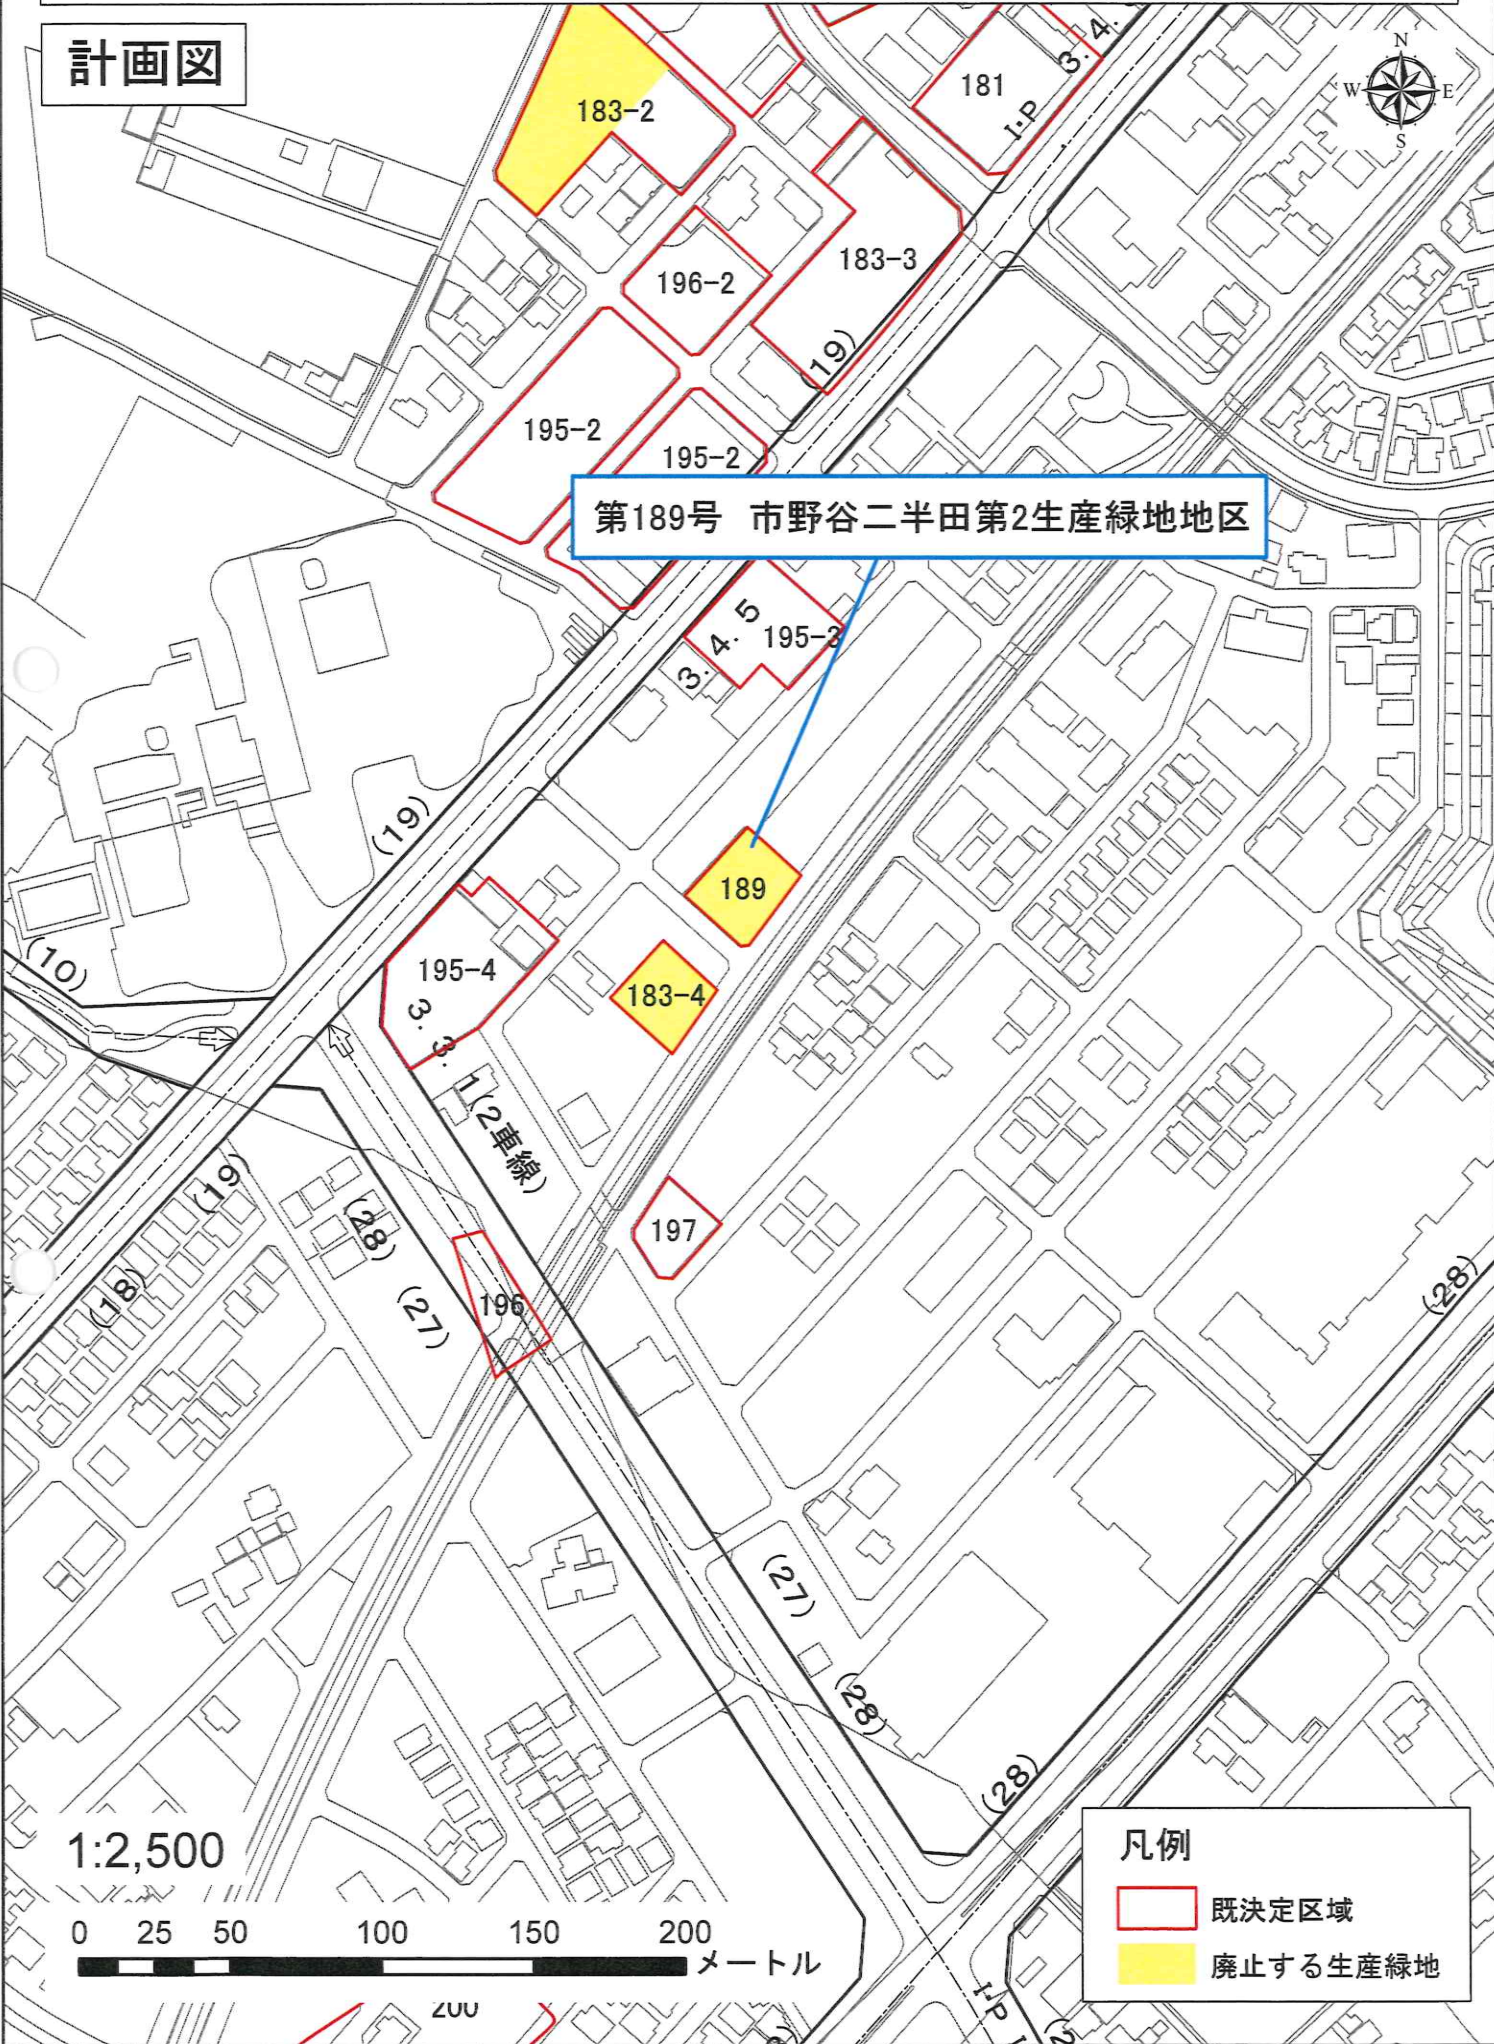 計画図
N
W E
S
181
3. 4.
I・P
183-2
183-3
196-2
(19)
195-2
195-2
第189号 市野谷二半田第2生産緑地地区
3. 4. 5
195-3
(19)
189
(10)
195-4
183-4
3. 3. 1(2車線)
(19)
(28)
197
(18)
(27)
196
(28)
(27)
(28)
(28)
1:2,500
0 25 50 100 150 200
メートル
凡例
既決定区域
廃止する生産緑地
200
I・P